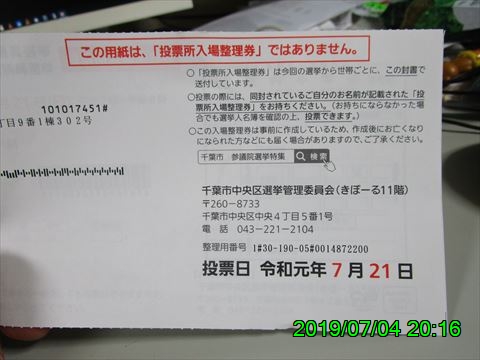 この用紙は、「投票所入場整理券」ではありません。
○「投票所入場整理券」は今回の選挙から世帯ごとに、この封書で
送付しています。
○投票の際には、同封されているご自分のお名前が記載された「投
票所入場整理券」をお持ちください。（お持ちにならなかった場
合でも選挙人名簿を確認の上、投票できます。）
○この入場整理券は事前に作成しているため、作成後にお亡くなり
になられた方などにも届く場合がありますので、ご了承ください。
101017451#
丁目9番1棟302号
千葉市 参議院選挙特集 検索
千葉市中央区選挙管理委員会（きぼーる11階）
〒260-8733
千葉市中央区中央4丁目5番1号
電 話 043-221-2104
整理用番号 1#30-190-05#0014872200
投票日 令和元年 7 月 21 日
2019/07/04 20:16